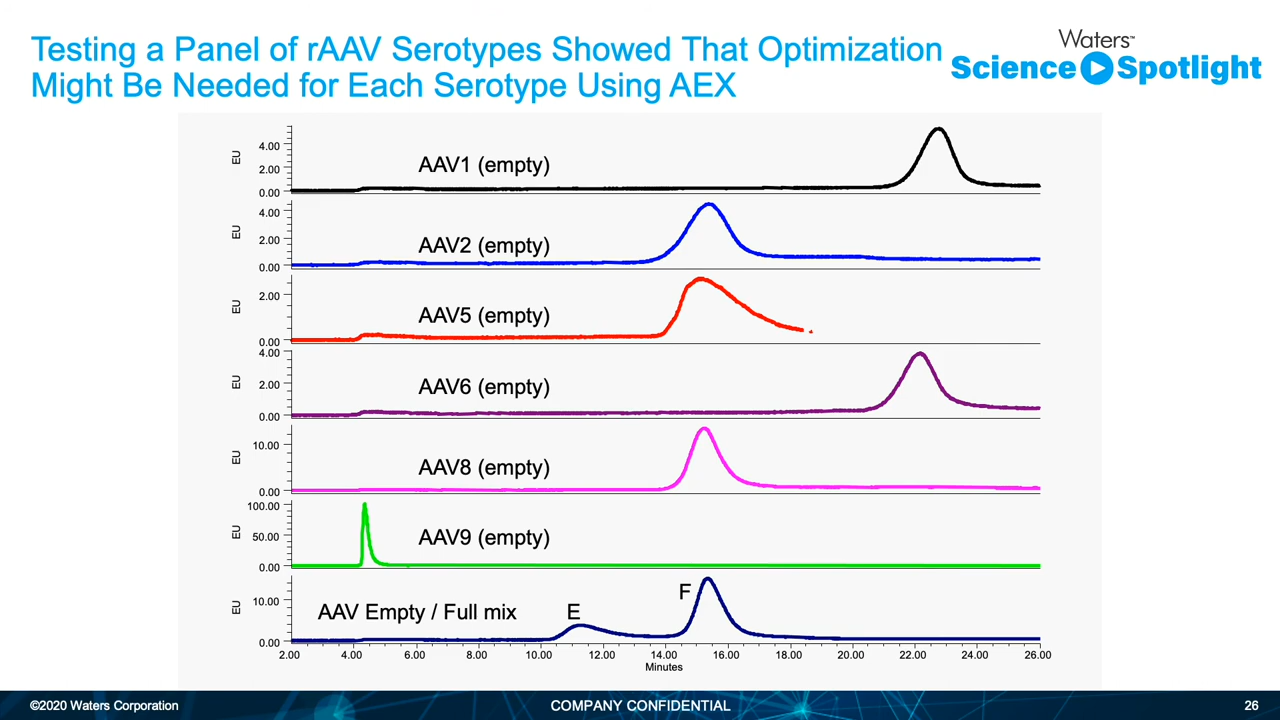 Testing a Panel of rAAV Serotypes Showed That Optimization
Might Be Needed for Each Serotype Using AEX
Waters™
Science Spotlight
EU
4.00
2.00
0.00
AAV1 (empty)
EU
4.00
2.00
0.00
AAV2 (empty)
EU
2.00
0.00
AAV5 (empty)
EU
4.00
2.00
0.00
AAV6 (empty)
EU
10.00
0.00
AAV8 (empty)
EU
100.00
50.00
0.00
AAV9 (empty)
EU
10.00
0.00
AAV Empty / Full mix
E
F
2.00 4.00 6.00 8.00 10.00 12.00 14.00 16.00 18.00 20.00 22.00 24.00 26.00
Minutes
©2020 Waters Corporation
COMPANY CONFIDENTIAL
26